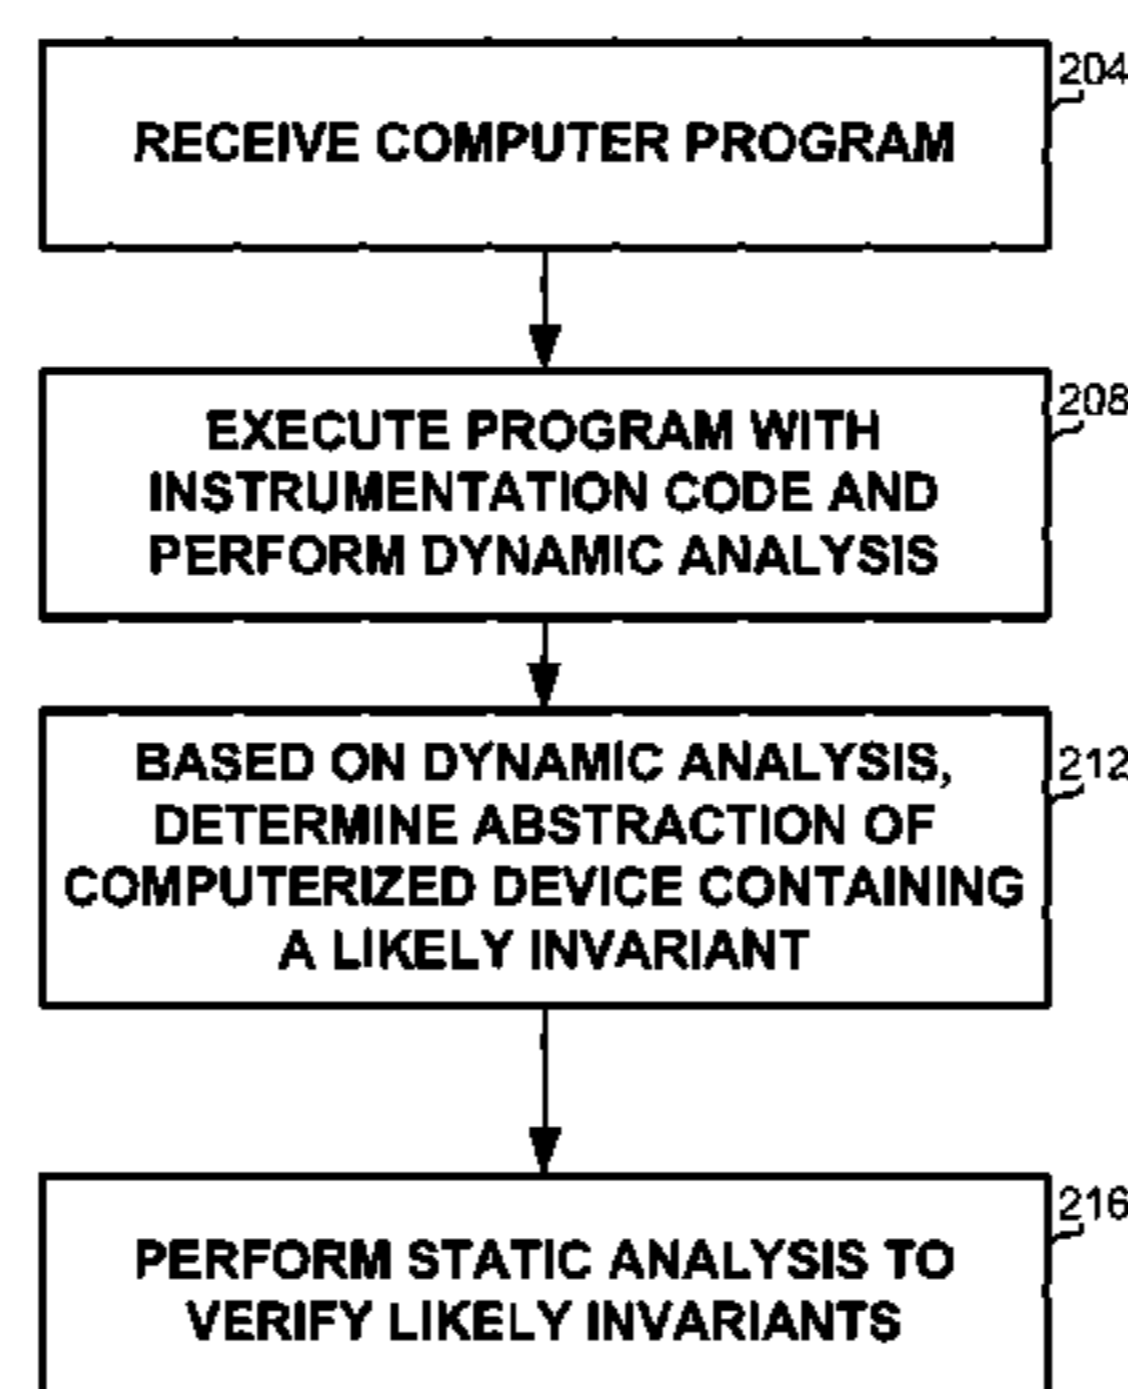 204
RECEIVE COMPUTER PROGRAM
208
EXECUTE PROGRAM WITH
INSTRUMENTATION CODE AND
PERFORM DYNAMIC ANALYSIS
212
BASED ON DYNAMIC ANALYSIS,
DETERMINE ABSTRACTION OF
COMPUTERIZED DEVICE CONTAINING
A LIKELY INVARIANT
216
PERFORM STATIC ANALYSIS TO
VERIFY LIKELY INVARIANTS